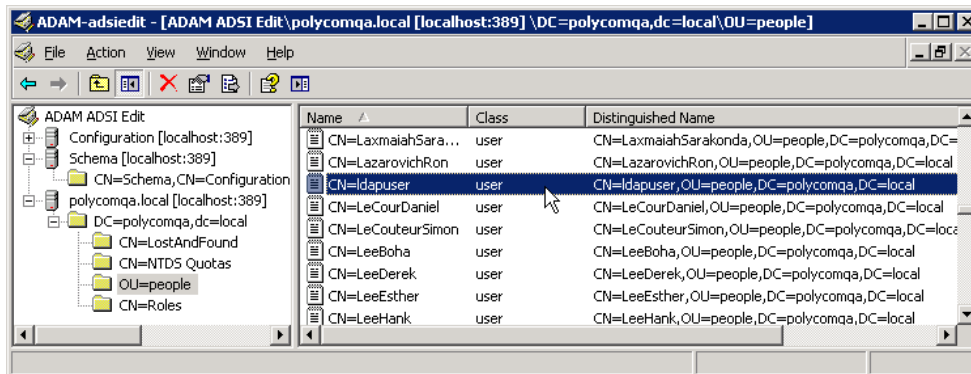 ADAM-adsiedit - [ADAM ADSI Edit\polycomqa.local [localhost:389] \DC=polycomqa,dc=local\OU=people]
File Action View Window Help
ADAM ADSI Edit
Configuration [localhost:389]
Schema [localhost:389]
CN=Schema,CN=Configuration
polycomqa.local [localhost:389]
DC=polycomqa,dc=local
CN=LostAndFound
CN=NTDS Quotas
OU=people
CN=Roles
Name Class Distinguished Name
CN=LaxmaiahSara... user CN=LaxmaiahSarakonda,OU=people,DC=polycomqa,DC=
CN=LazarovichRon user CN=LazarovichRon,OU=people,DC=polycomqa,DC=local
CN=ldapuser user CN=ldapuser,OU=people,DC=polycomqa,DC=local
CN=LeCourDaniel user CN=LeCourDaniel,OU=people,DC=polycomqa,DC=local
CN=LeCouteurSimon user CN=LeCouteurSimon,OU=people,DC=polycomqa,DC=loca
CN=LeeBoha user CN=LeeBoha,OU=people,DC=polycomqa,DC=local
CN=LeeDerek user CN=LeeDerek,OU=people,DC=polycomqa,DC=local
CN=LeeEsther user CN=LeeEsther,OU=people,DC=polycomqa,DC=local
CN=LeeHank user CN=LeeHank,OU=people,DC=polycomqa,DC=local